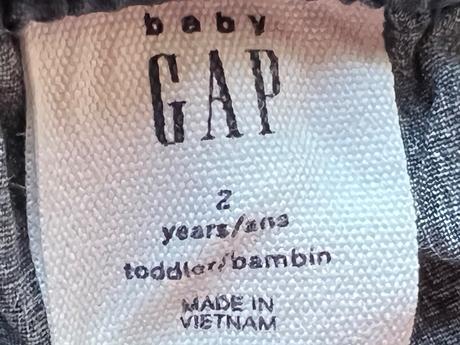 baby
GAP
2
years/ans
toddler/bambin
MADE IN
VIETNAM